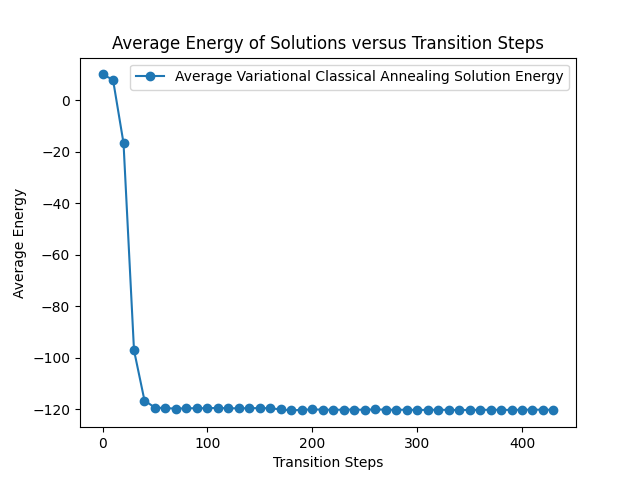 Average Energy of Solutions versus Transition Steps
Average Variational Classical Annealing Solution Energy
Average Energy
0
−20
−40
−60
−80
−100
−120
0 100 200 300 400
Transition Steps